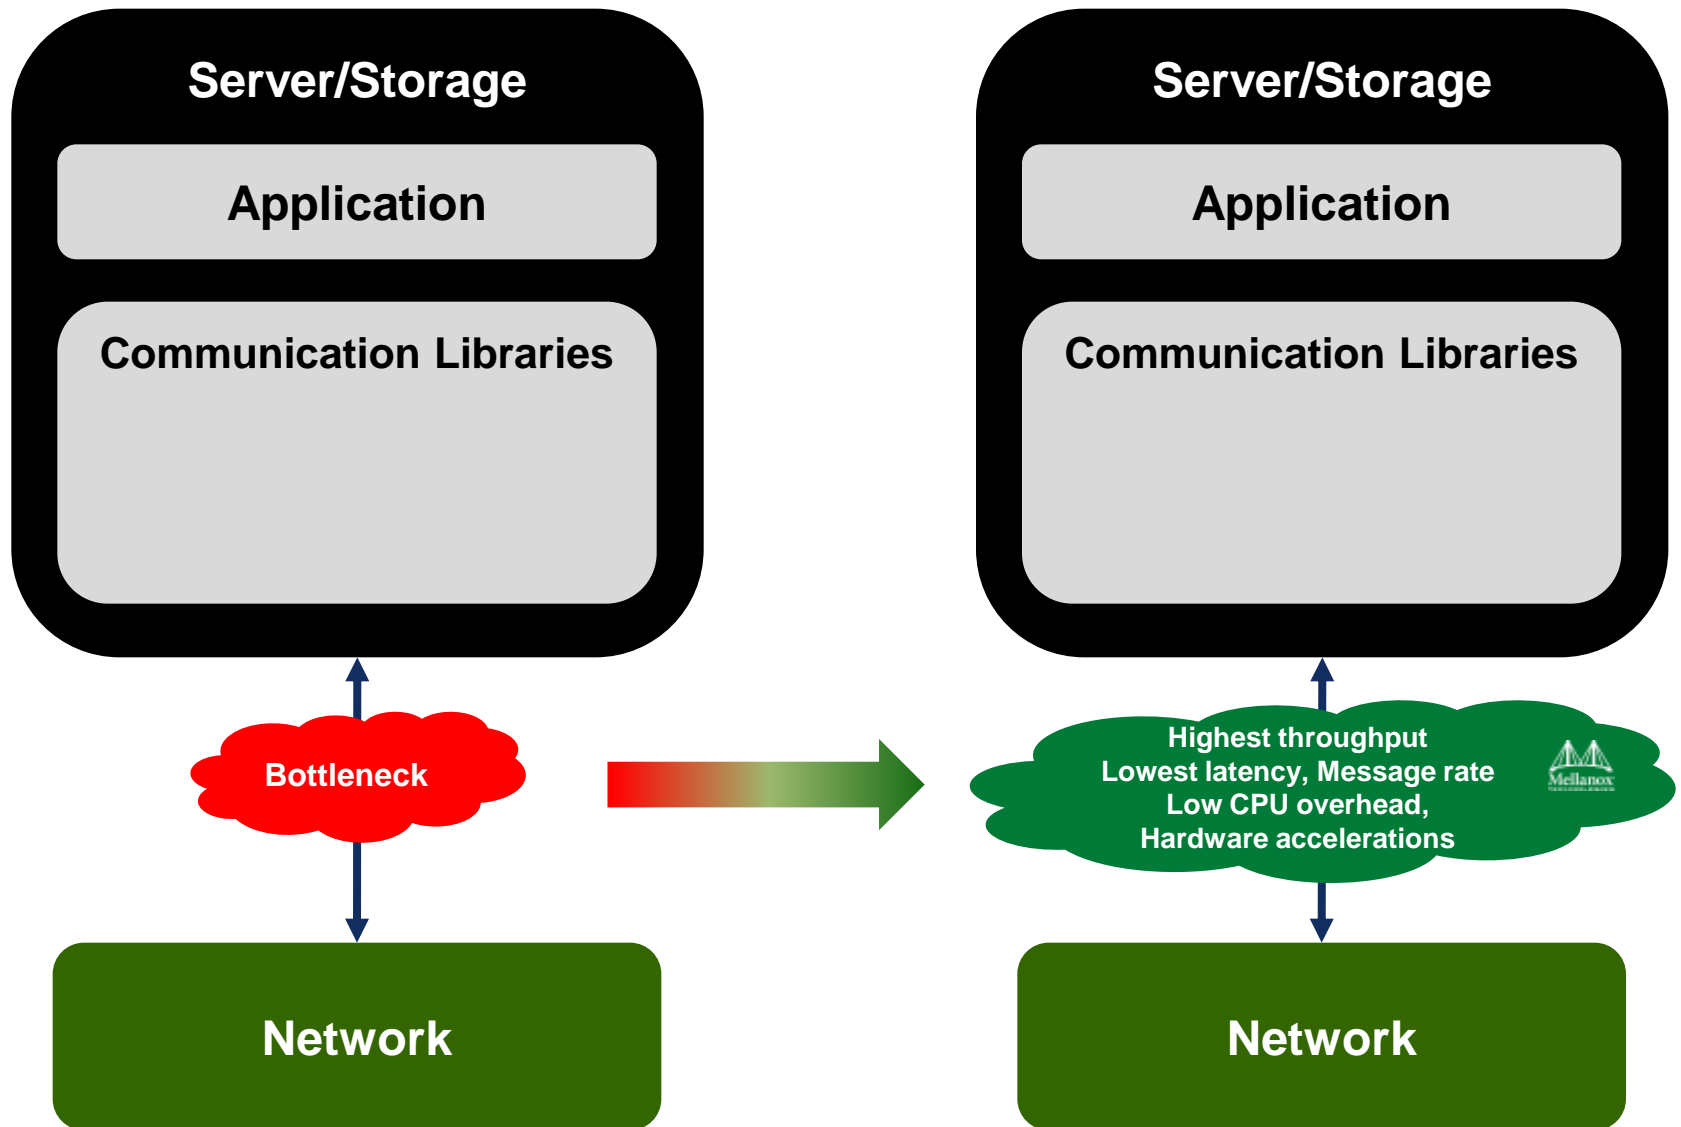 Server/Storage
Application
Communication Libraries
Bottleneck
Network
Server/Storage
Application
Communication Libraries
Highest throughput
Lowest latency, Message rate
Low CPU overhead,
Hardware accelerations
Mellanox
Network